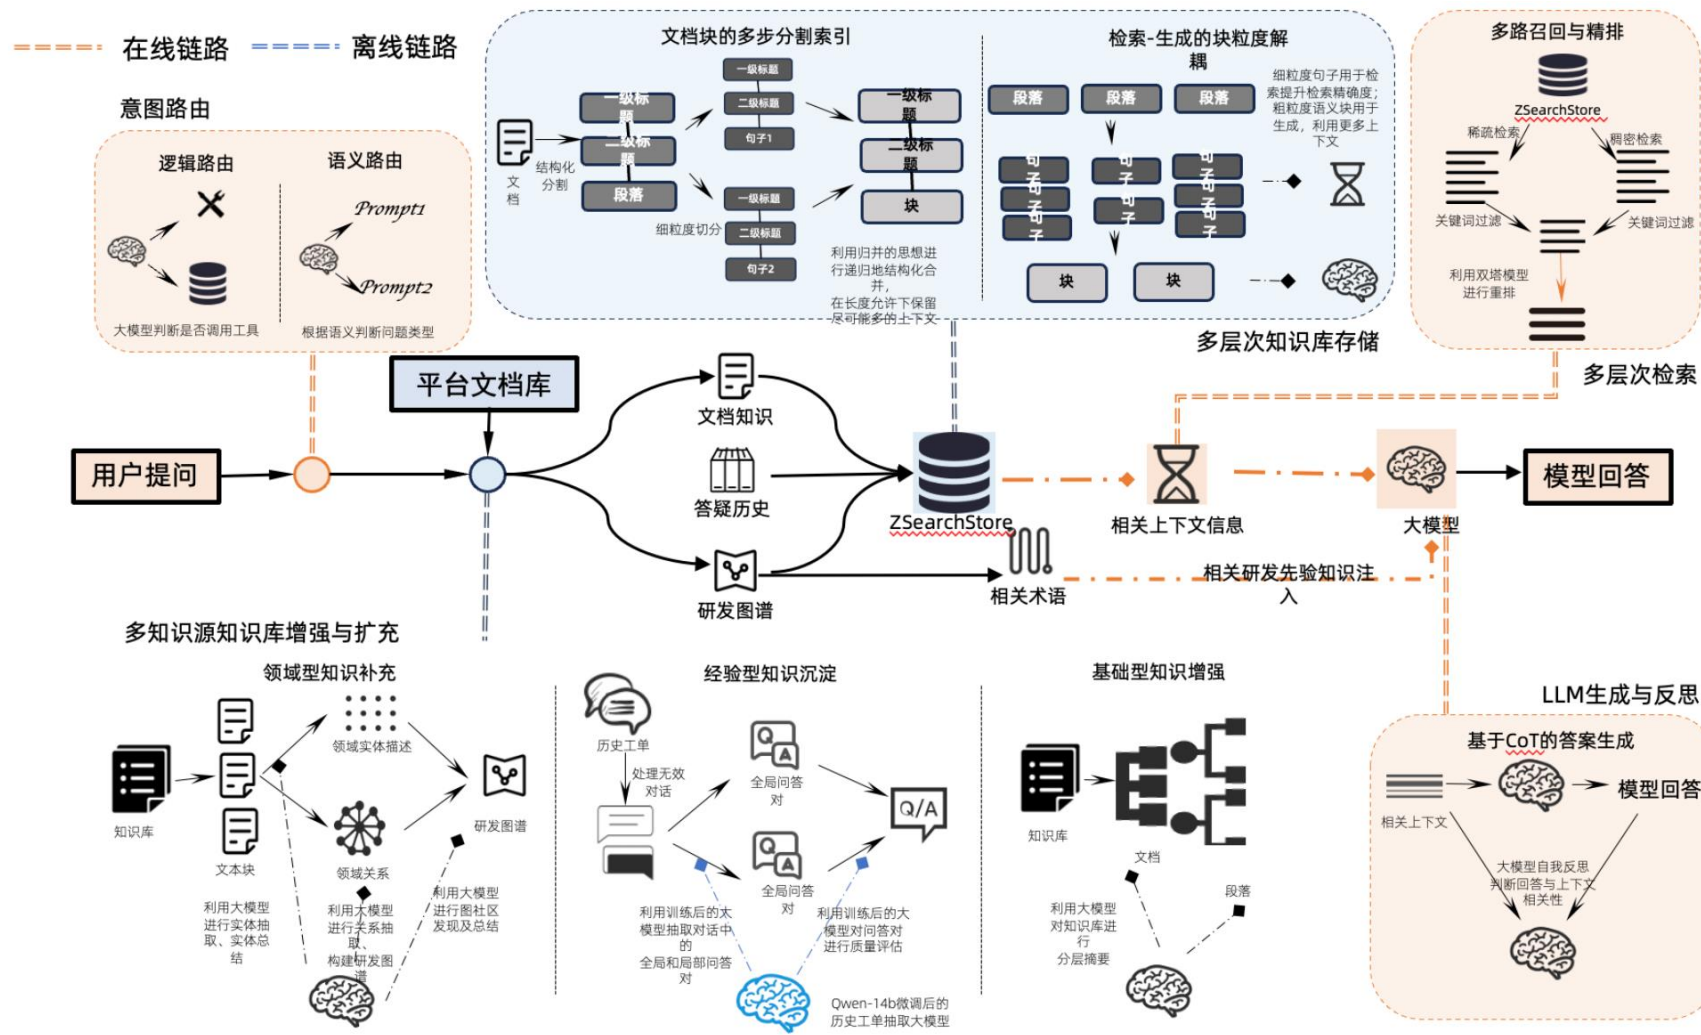 在线链路
离线链路
意图路由
逻辑路由
语义路由
Prompt1
Prompt2
大模型判断是否调用工具
根据语义判断问题类型
文档块的多步分割索引
文
档
结构化
分割
一级标
题
二级标
题
段落
细粒度切分
一级标题
二级标题
句子1
一级标题
二级标题
句子2
一级标
题
二级标
题
块
利用归并的思想进
行递归地结构化合
并，
在长度允许下保留
尽可能多的上下文
检索-生成的块粒度解
耦
段落
段落
段落
句
子
句
子
句
子
句
子
句
子
句
子
句
子
句
子
块
块
细粒度句子用于检
索提升检索精确度；
粗粒度语义块用于
生成，利用更多上
下文
多层次知识库存储
多路召回与精排
ZSearchStore
稀疏检索
稠密检索
关键词过滤
关键词过滤
利用双塔模型
进行重排
多层次检索
用户提问
平台文档库
文档知识
答疑历史
研发图谱
ZSearchStore
相关术语
相关上下文信息
大模型
模型回答
相关研发先验知识注
入
多知识源知识库增强与扩充
领域型知识补充
知识库
文本块
领域实体描述
领域关系
研发图谱
利用大模型
进行实体抽
取、实体总
结
利用大模型
进行关系抽
取、
构建研发图
谱
利用大模型
进行图社区
发现及总结
经验型知识沉淀
历史工单
处理无效
对话
Q
A
全局问答
对
Q
A
全局问答
对
Q/A
利用训练后的大
模型抽取对话中
的
全局和局部问答
对
利用训练后的大
模型对问答对
进行质量评估
Qwen-14b微调后的
历史工单抽取大模型
基础型知识增强
知识库
文档
段落
利用大模型
对知识库进
行
分层摘要
LLM生成与反思
基于CoT的答案生成
相关上下文
模型回答
大模型自我反思
判断回答与上下文
相关性